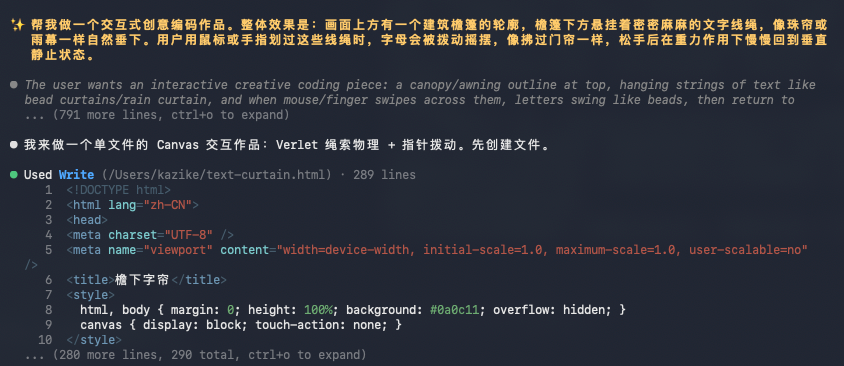 ✨ 帮我做一个交互式创意编码作品。整体效果是：画面上方有一个建筑檐篷的轮廓，檐篷下方悬挂着密密麻麻的文字线绳，像珠帘或
雨幕一样自然垂下。用户用鼠标或手指划过这些线绳时，字母会被拨动摇摆，像拂过门帘一样，松手后在重力作用下慢慢回到垂直
静止状态。
● The user wants an interactive creative coding piece: a canopy/awning outline at top, hanging strings of text like
bead curtains/rain curtain, and when mouse/finger swipes across them, letters swing like beads, then return to
... (791 more lines, ctrl+o to expand)
● 我来做一个单文件的 Canvas 交互作品：Verlet 绳索物理 + 指针拨动。先创建文件。
● Used Write (/Users/kazike/text-curtain.html) · 289 lines
1 <!DOCTYPE html>
2 <html lang="zh-CN">
3 <head>
4 <meta charset="UTF-8" />
5 <meta name="viewport" content="width=device-width, initial-scale=1.0, maximum-scale=1.0, user-scalable=no"
/>
6 <title>檐下字帘</title>
7 <style>
8 html, body { margin: 0; height: 100%; background: #0a0c11; overflow: hidden; }
9 canvas { display: block; touch-action: none; }
10 </style>
... (280 more lines, 290 total, ctrl+o to expand)